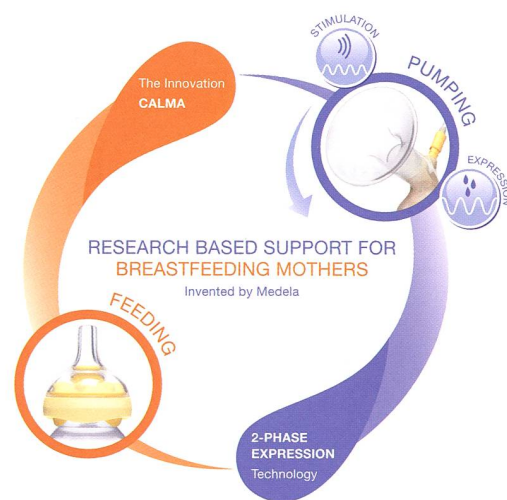 STIMULATION
PUMPING
EXPRESSION
The Innovation
CALMA
RESEARCH BASED SUPPORT FOR
BREASTFEEDING MOTHERS
Invented by Medela
FEEDING
2-PHASE
EXPRESSION
Technology